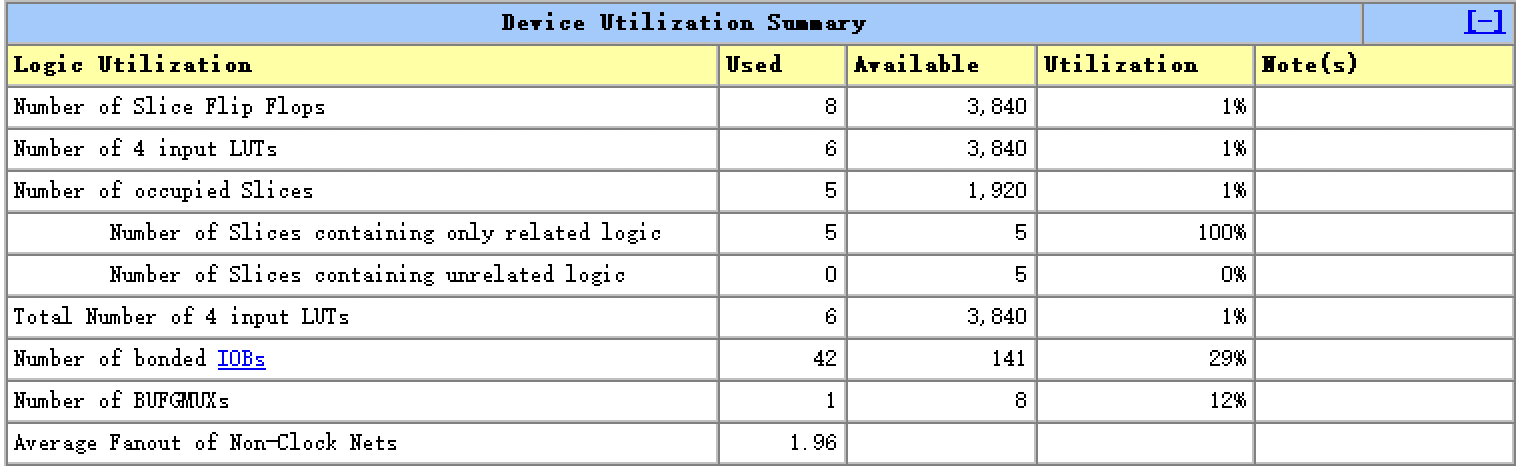 Device Utilization Summary [-]
Logic Utilization Used Available Utilization Note(s)
Number of Slice Flip Flops 8 3,840 1%
Number of 4 input LUTs 6 3,840 1%
Number of occupied Slices 5 1,920 1%
Number of Slices containing only related logic 5 5 100%
Number of Slices containing unrelated logic 0 5 0%
Total Number of 4 input LUTs 6 3,840 1%
Number of bonded IOBs 42 141 29%
Number of BUFGMUXs 1 8 12%
Average Fanout of Non-Clock Nets 1.96